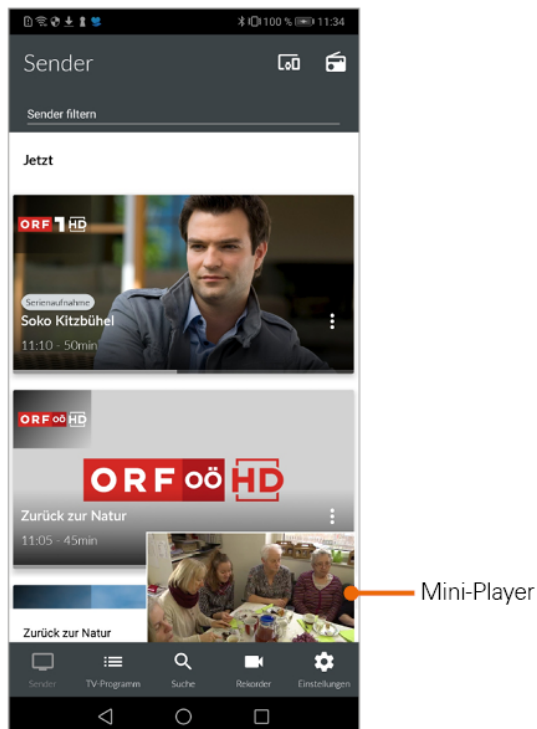 100 % 11:34
Sender
Sender filtern
Jetzt
ORF 1 HD
Serienaufnahme
Soko Kitzbühel
11:10 - 50min
ORF oö HD
ORF oö HD
Zurück zur Natur
11:05 - 45min
Mini-Player
Zurück zur Natur
Sender TV-Programm Suche Rekorder Einstellungen